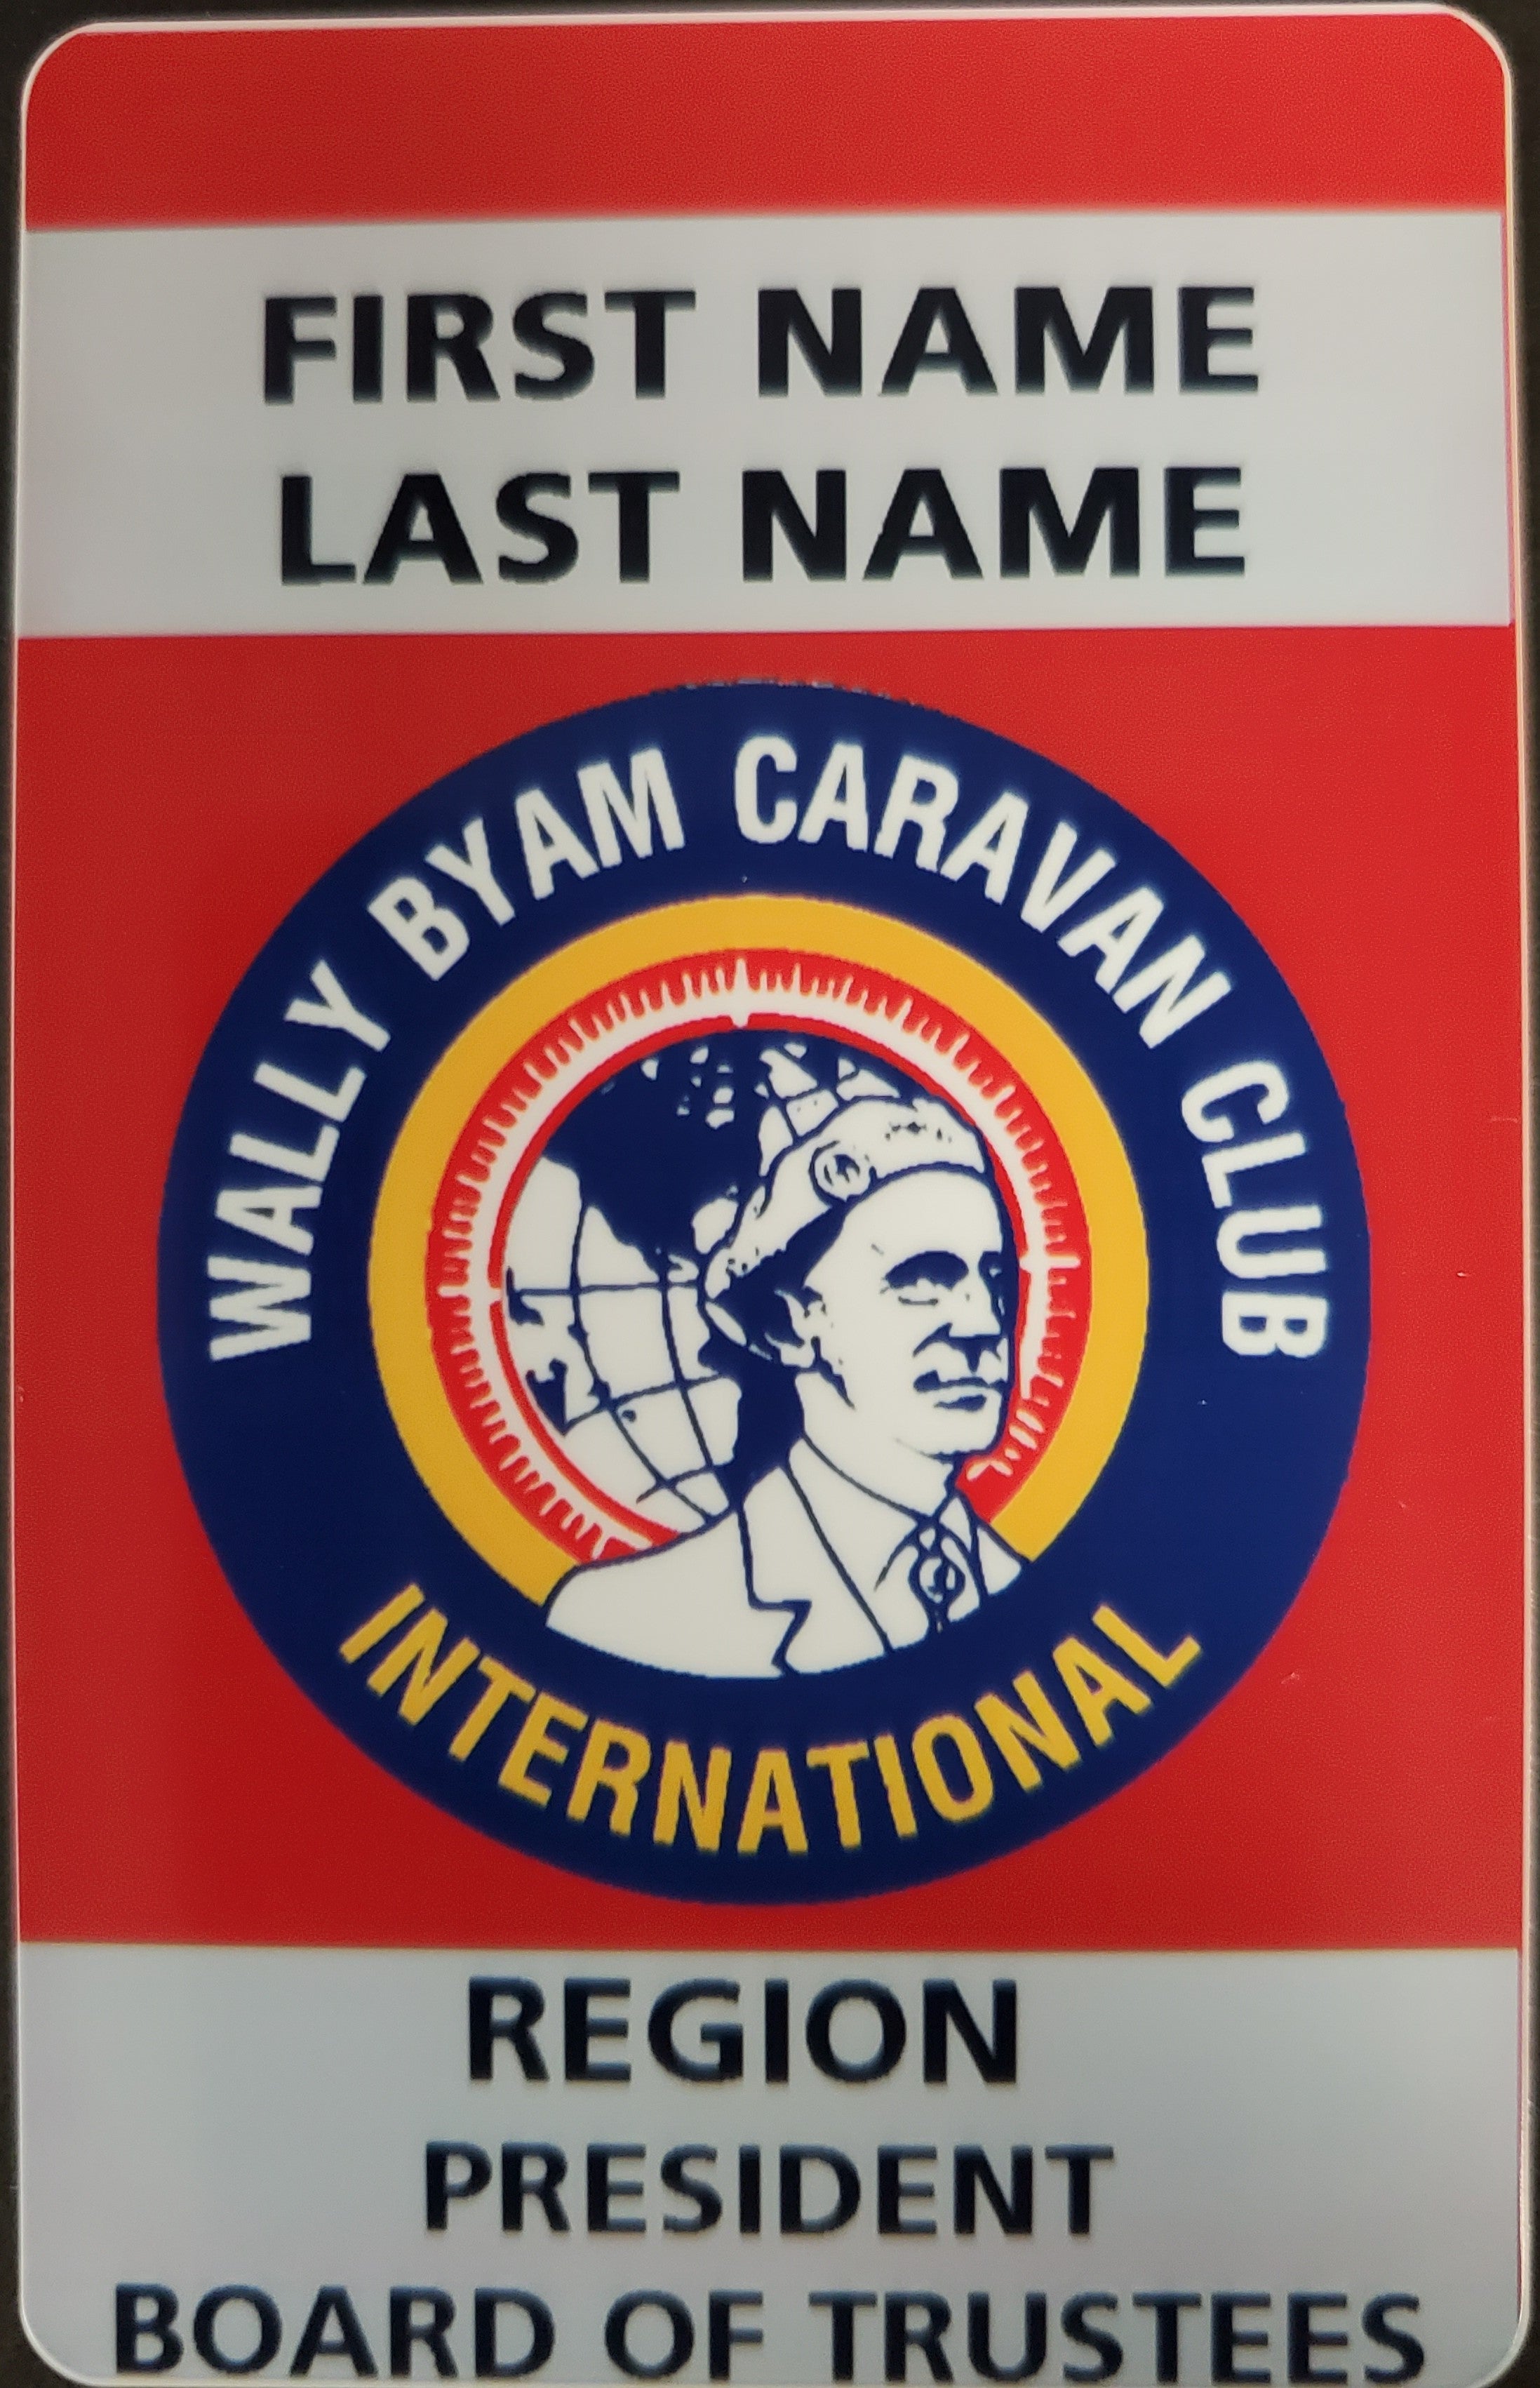 FIRST NAME
LAST NAME
WALLY BYAM CARAVAN CLUB
INTERNATIONAL
REGION
PRESIDENT
BOARD OF TRUSTEES